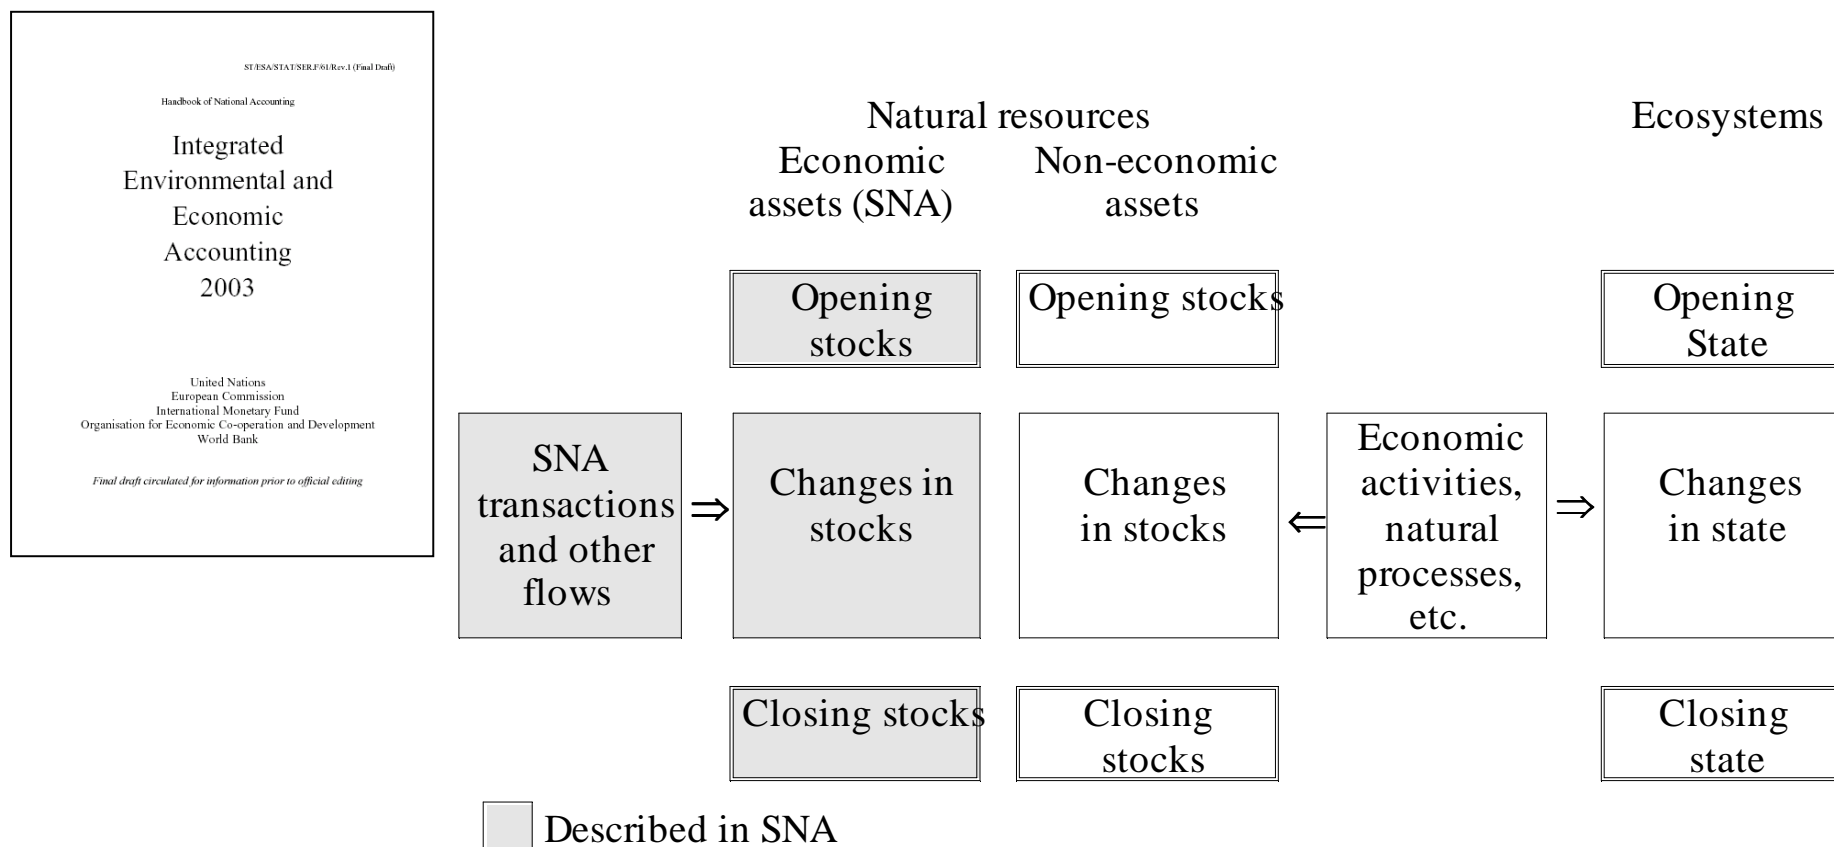 ST/ESA/STAT/SER.F/61/Rev.1 (Final Draft)
Handbook of National Accounting
Integrated
Environmental and
Economic
Accounting
2003
United Nations
European Commission
International Monetary Fund
Organisation for Economic Co-operation and Development
World Bank
Final draft circulated for information prior to official editing
Natural resources
Economic
assets (SNA)
Non-economic
assets
Ecosystems
Opening
stocks
Opening stocks
Opening
State
SNA
transactions
and other
flows
⇒
Changes in
stocks
Changes
in stocks
⇐
Economic
activities,
natural
processes,
etc.
⇒
Changes
in state
Closing stocks
Closing
stocks
Closing
state
Described in SNA